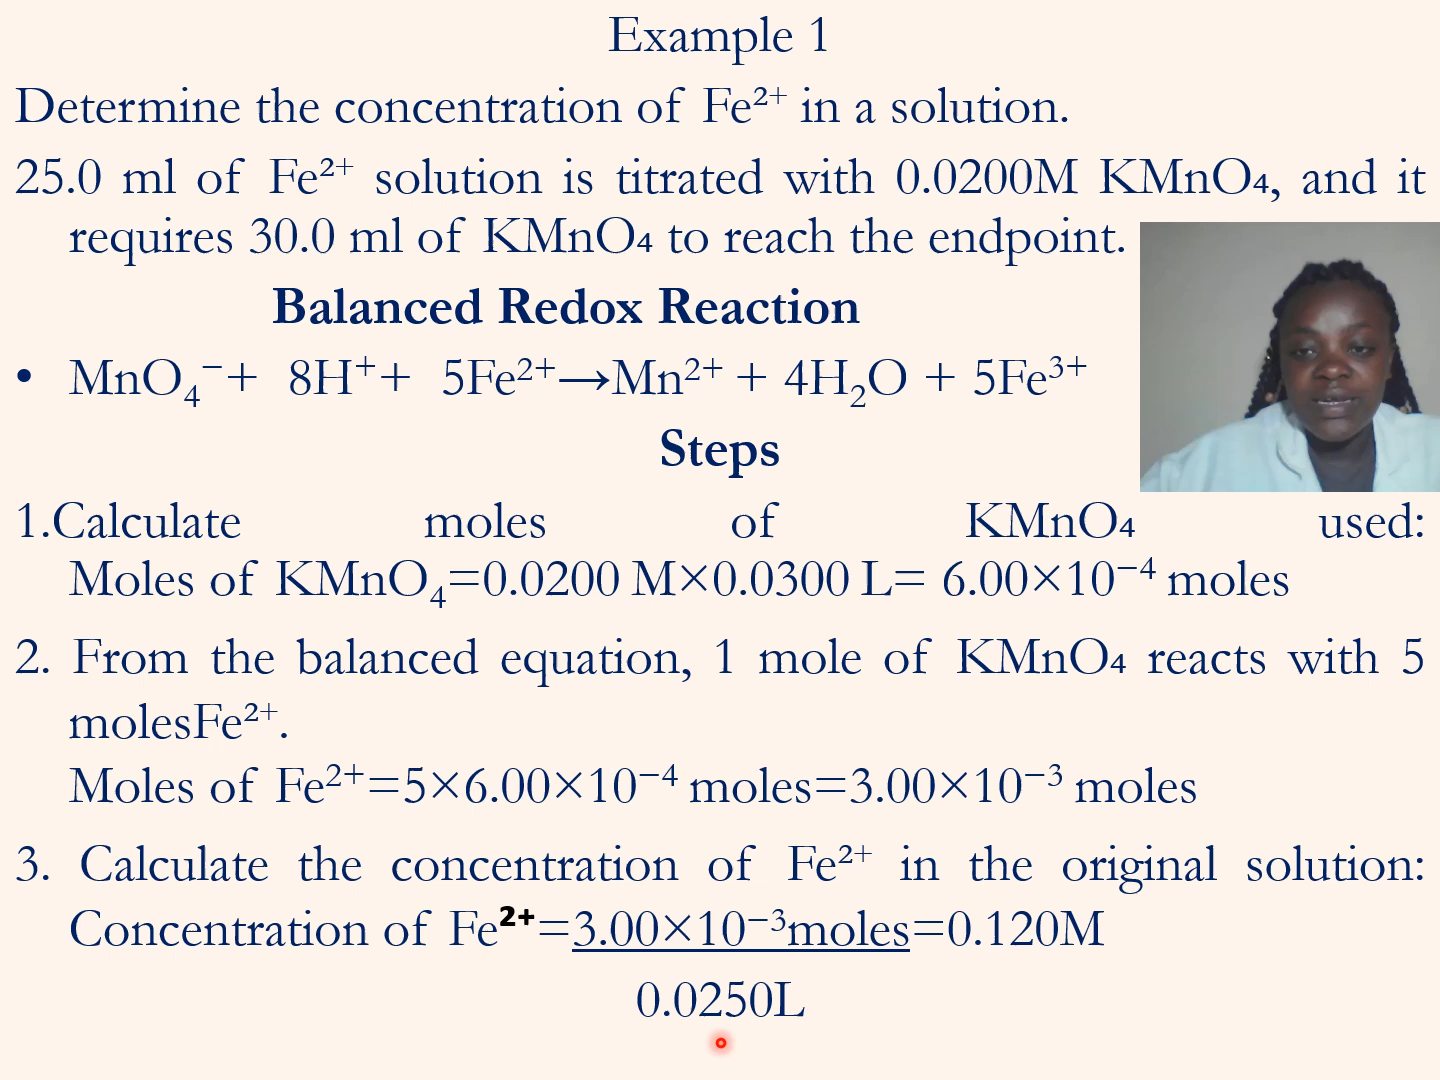 Example 1
Determine the concentration of Fe²⁺ in a solution.
25.0 ml of Fe²⁺ solution is titrated with 0.0200M KMnO₄, and it
requires 30.0 ml of KMnO₄ to reach the endpoint.
Balanced Redox Reaction
• MnO₄⁻+ 8H⁺+ 5Fe²⁺→Mn²⁺ + 4H₂O + 5Fe³⁺
Steps
1.Calculate moles of KMnO₄ used:
Moles of KMnO₄=0.0200 M×0.0300 L= 6.00×10⁻⁴ moles
2. From the balanced equation, 1 mole of KMnO₄ reacts with 5
molesFe²⁺.
Moles of Fe²⁺=5×6.00×10⁻⁴ moles=3.00×10⁻³ moles
3. Calculate the concentration of Fe²⁺ in the original solution:
Concentration of Fe²⁺=3.00×10⁻³moles=0.120M
0.0250L